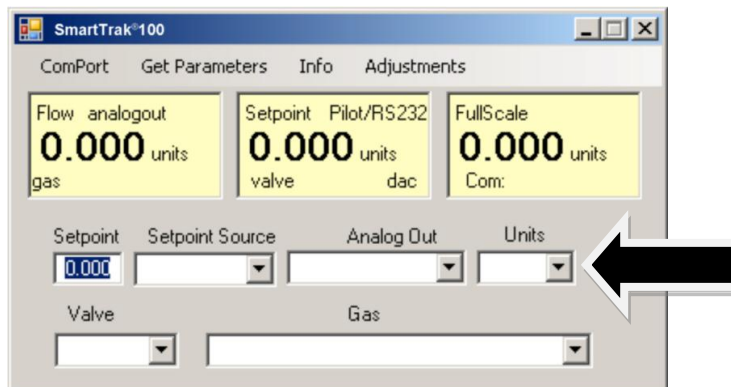 SmartTrak®100
ComPort Get Parameters Info Adjustments
Flow analogout
0.000 units
gas
Setpoint Pilot/RS232
0.000 units
valve dac
FullScale
0.000 units
Com:
Setpoint Setpoint Source Analog Out Units
0.000
Valve Gas